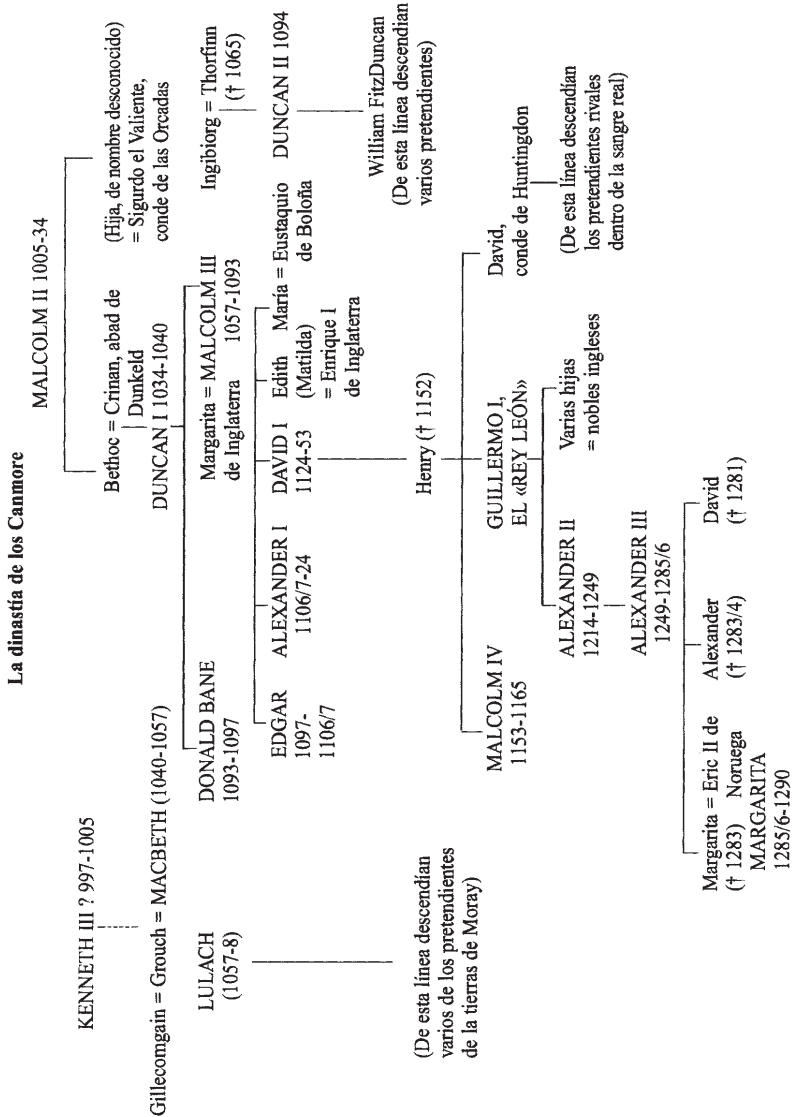 La dinastía de los Canmore
KENNETH III ? 997-1005
MALCOLM II 1005-34
Gillecomgain = Grouch = MACBETH (1040-1057)
Bethoc = Crinan, abad de
Dunkeld
(Hija, de nombre desconocido)
= Sigurdo el Valiente,
conde de las Orcadas
DUNCAN I 1034-1040
LULACH
(1057-8)
DONALD BANE
1093-1097
Margarita = MALCOLM III
de Inglaterra 1057-1093
Ingibiorg = Thorfinn
(† 1065)
EDGAR
1097-
1106/7
ALEXANDER I
1106/7-24
DAVID I
1124-53
Edith
(Matilda)
= Enrique I
de Inglaterra
María = Eustaquio
de Boloña
DUNCAN II 1094
(De esta línea descendían
varios de los pretendientes
de la tierras de Moray)
Henry († 1152)
William FitzDuncan
(De esta línea descendian
varios pretendientes)
MALCOLM IV
1153-1165
GUILLERMO I,
EL «REY LEÓN»
David,
conde de Huntingdon
ALEXANDER II
1214-1249
Varias hijas
= nobles ingleses
(De esta línea descendían
los pretendientes rivales
dentro de la sangre real)
ALEXANDER III
1249-1285/6
Margarita = Eric II de
(† 1283) Noruega
MARGARITA
1285/6-1290
Alexander
(† 1283/4)
David
(† 1281)